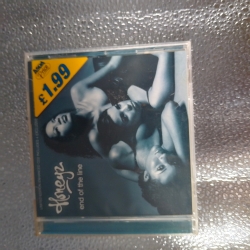 £1.99
Honeyz
end of the line